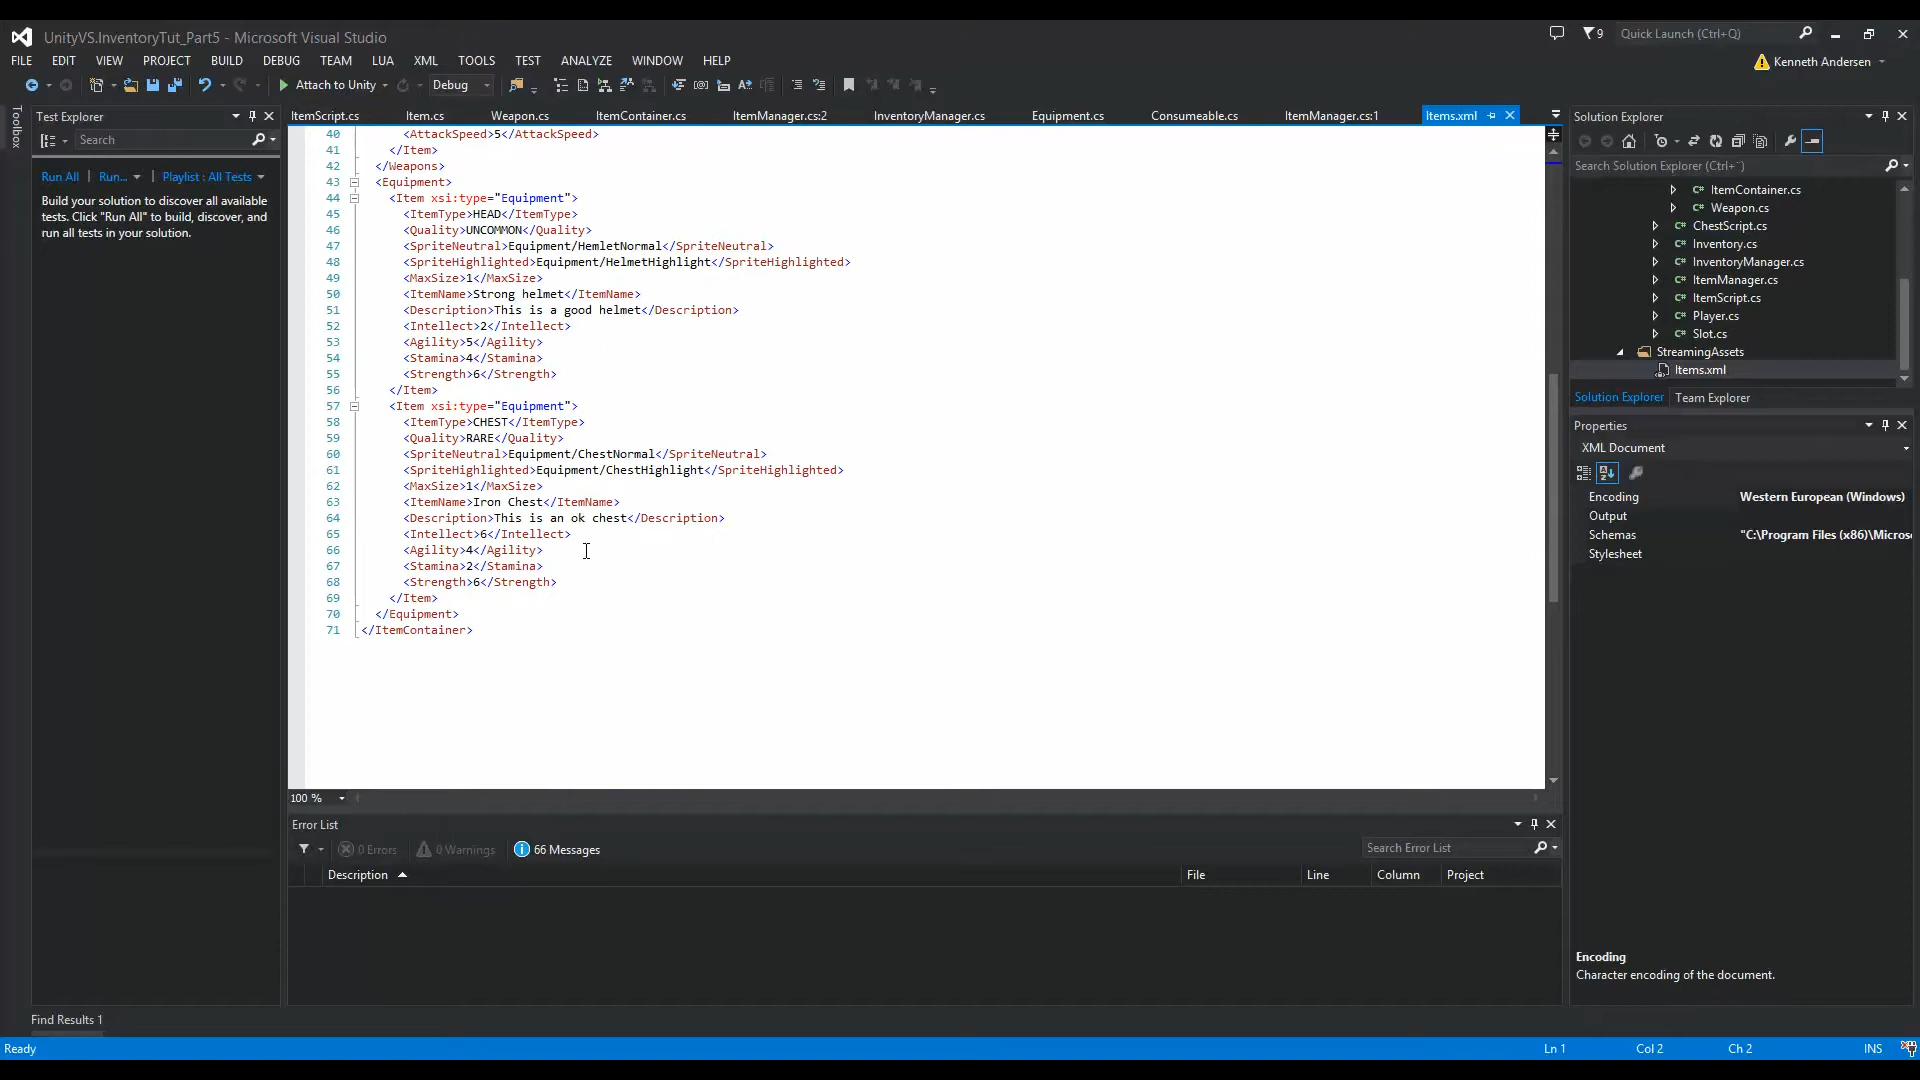 UnityVS.InventoryTut_Part5 - Microsoft Visual Studio
9
Quick Launch (Ctrl+Q)
FILE EDIT VIEW PROJECT BUILD DEBUG TEAM LUA XML TOOLS TEST ANALYZE WINDOW HELP
Kenneth Andersen
Attach to Unity
Debug
Toolbox
Test Explorer
Search
Run All | Run... Playlist : All Tests
Build your solution to discover all available
tests. Click "Run All" to build, discover, and
run all tests in your solution.
ItemScript.cs Item.cs Weapon.cs ItemContainer.cs ItemManager.cs:2 InventoryManager.cs Equipment.cs Consumeable.cs ItemManager.cs:1 Items.xml
40 <AttackSpeed>5</AttackSpeed>
41 </Item>
42 </Weapons>
43 <Equipment>
44 <Item xsi:type="Equipment">
45 <ItemType>HEAD</ItemType>
46 <Quality>UNCOMMON</Quality>
47 <SpriteNeutral>Equipment/HemletNormal</SpriteNeutral>
48 <SpriteHighlighted>Equipment/HelmetHighlight</SpriteHighlighted>
49 <MaxSize>1</MaxSize>
50 <ItemName>Strong helmet</ItemName>
51 <Description>This is a good helmet</Description>
52 <Intellect>2</Intellect>
53 <Agility>5</Agility>
54 <Stamina>4</Stamina>
55 <Strength>6</Strength>
56 </Item>
57 <Item xsi:type="Equipment">
58 <ItemType>CHEST</ItemType>
59 <Quality>RARE</Quality>
60 <SpriteNeutral>Equipment/ChestNormal</SpriteNeutral>
61 <SpriteHighlighted>Equipment/ChestHighlight</SpriteHighlighted>
62 <MaxSize>1</MaxSize>
63 <ItemName>Iron Chest</ItemName>
64 <Description>This is an ok chest</Description>
65 <Intellect>6</Intellect>
66 <Agility>4</Agility>
67 <Stamina>2</Stamina>
68 <Strength>6</Strength>
69 </Item>
70 </Equipment>
71 </ItemContainer>
100 %
Error List
0 Errors
0 Warnings
66 Messages
Search Error List
Description File Line Column Project
Solution Explorer
Search Solution Explorer (Ctrl+¨)
ItemContainer.cs
Weapon.cs
ChestScript.cs
Inventory.cs
InventoryManager.cs
ItemManager.cs
ItemScript.cs
Player.cs
Slot.cs
StreamingAssets
Items.xml
Solution Explorer Team Explorer
Properties
XML Document
Encoding Western European (Windows)
Output
Schemas "C:\Program Files (x86)\Micros
Stylesheet
Encoding
Character encoding of the document.
Find Results 1
Ready
Ln 1 Col 2 Ch 2 INS